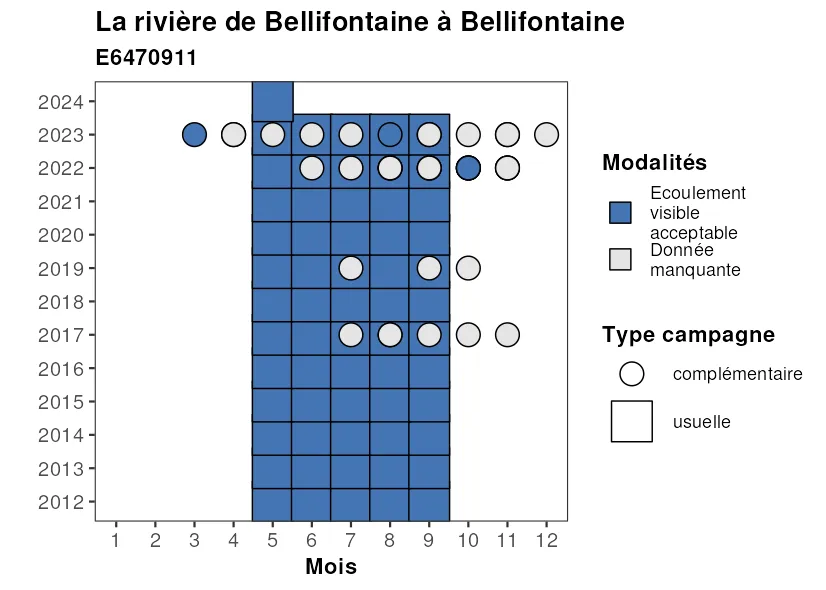 La rivière de Bellifontaine à Bellifontaine
E6470911
2024
2023
2022
2021
2020
2019
2018
2017
2016
2015
2014
2013
2012
1 2 3 4 5 6 7 8 9 10 11 12
Mois
Modalités
Ecoulement
visible
acceptable
Donnée
manquante
Type campagne
complémentaire
usuelle